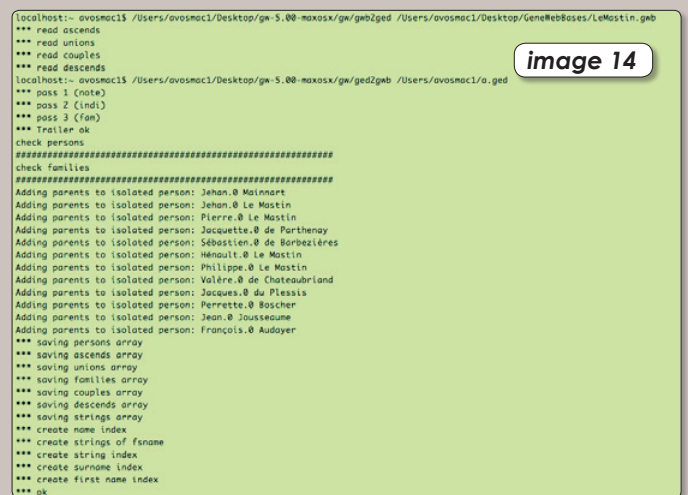 localhost:~ avosmac1$ /Users/avosmac1/Desktop/gw-5.00-maxosx/gw/gwb2ged /Users/avosmac1/Desktop/GeneWebBases/LeMastin.gwb
*** read ascends
*** read unions
*** read couples
*** read descends
image 14
localhost:~ avosmac1$ /Users/avosmac1/Desktop/gw-5.00-maxosx/gw/ged2gwb /Users/avosmac1/a.ged
*** pass 1 (note)
*** pass 2 (indi)
*** pass 3 (fam)
*** Trailer ok
check persons
############################################################
check families
############################################################
Adding parents to isolated person: Jehan.0 Mainnart
Adding parents to isolated person: Jehan.0 Le Mastin
Adding parents to isolated person: Pierre.0 Le Mastin
Adding parents to isolated person: Jacquette.0 de Parthenay
Adding parents to isolated person: Sébastien.0 de Barbezières
Adding parents to isolated person: Hénault.0 Le Mastin
Adding parents to isolated person: Philippe.0 Le Mastin
Adding parents to isolated person: Valère.0 de Chateaubriand
Adding parents to isolated person: Jacques.0 du Plessis
Adding parents to isolated person: Perrette.0 Boscher
Adding parents to isolated person: Jean.0 Jousseaume
Adding parents to isolated person: François.0 Audayer
*** saving persons array
*** saving ascends array
*** saving unions array
*** saving families array
*** saving couples array
*** saving descends array
*** saving strings array
*** create name index
*** create strings of fsname
*** create string index
*** create surname index
*** create first name index
*** ok